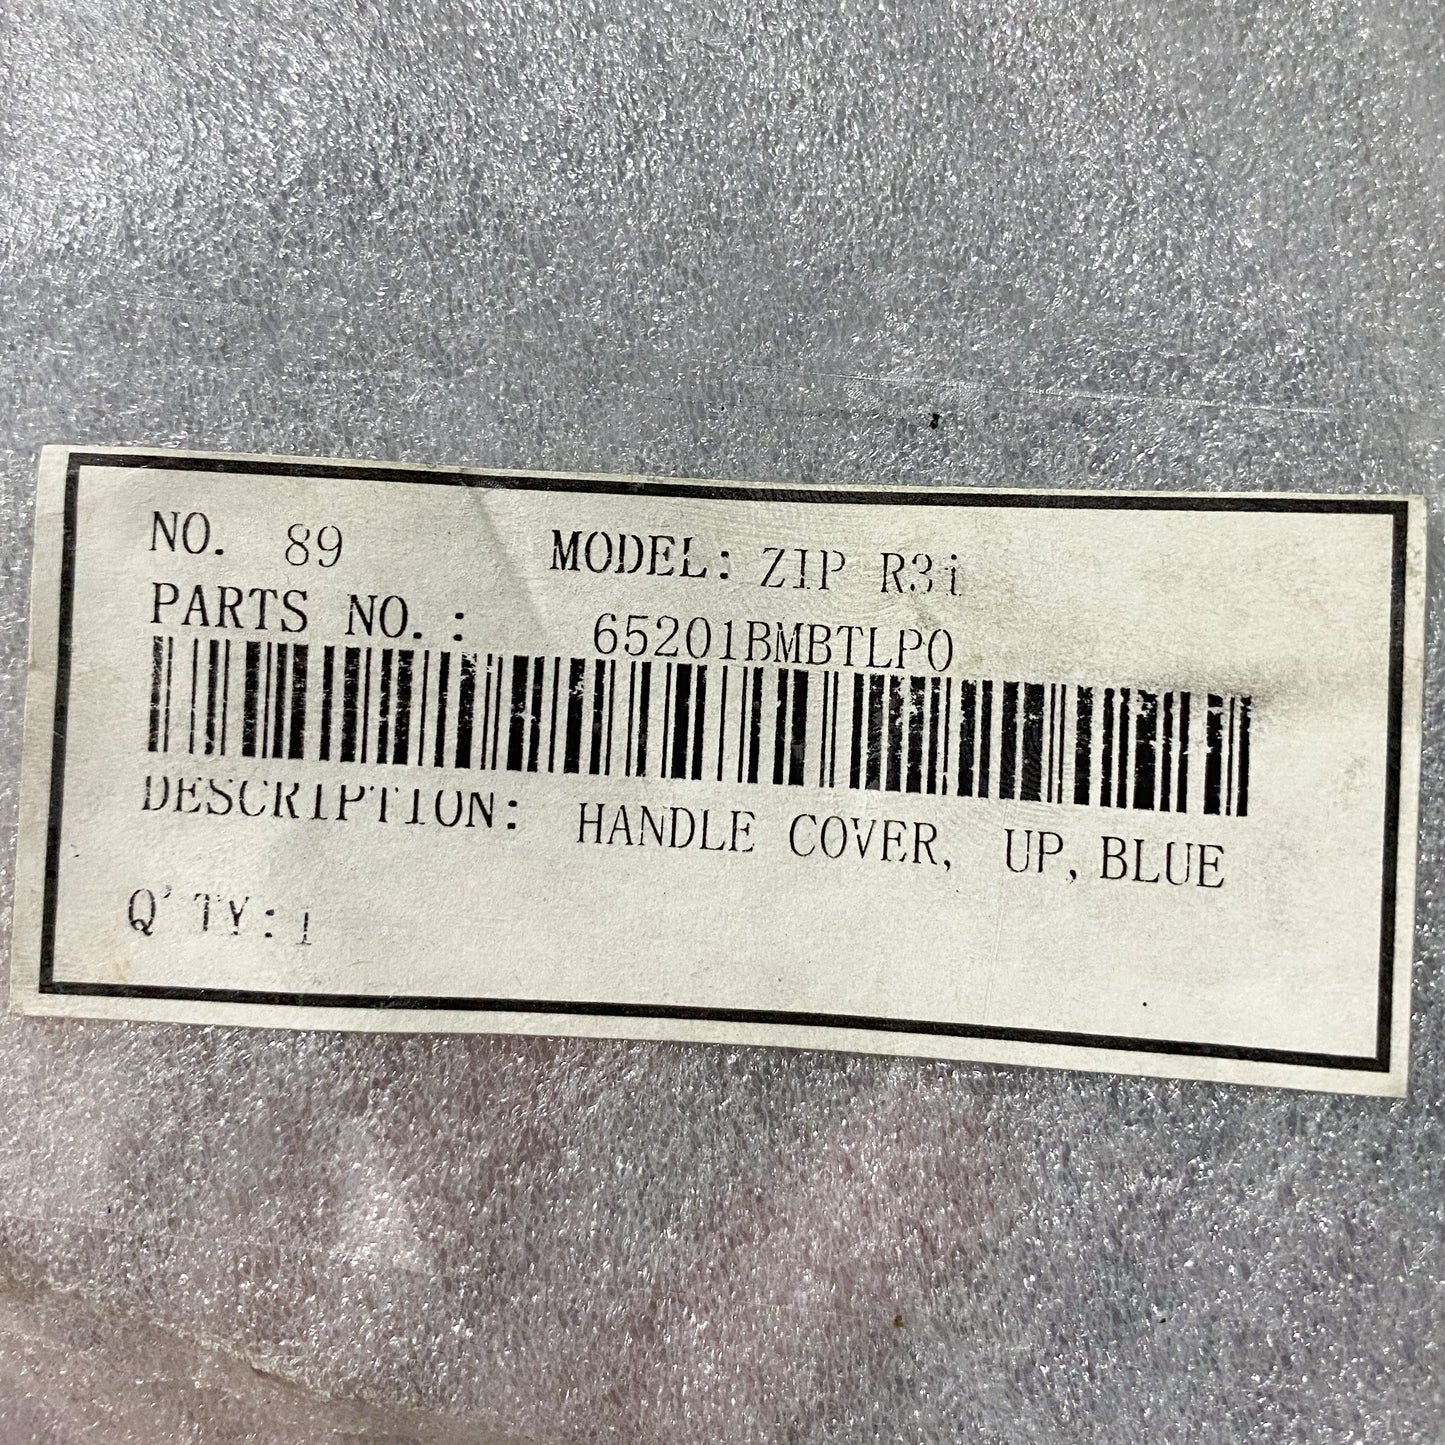 NO. 89 MODEL: ZIP R3i
PARTS NO.: 65201BMBTLP0
DESCRIPTION: HANDLE COVER, UP, BLUE
Q'TY: 1